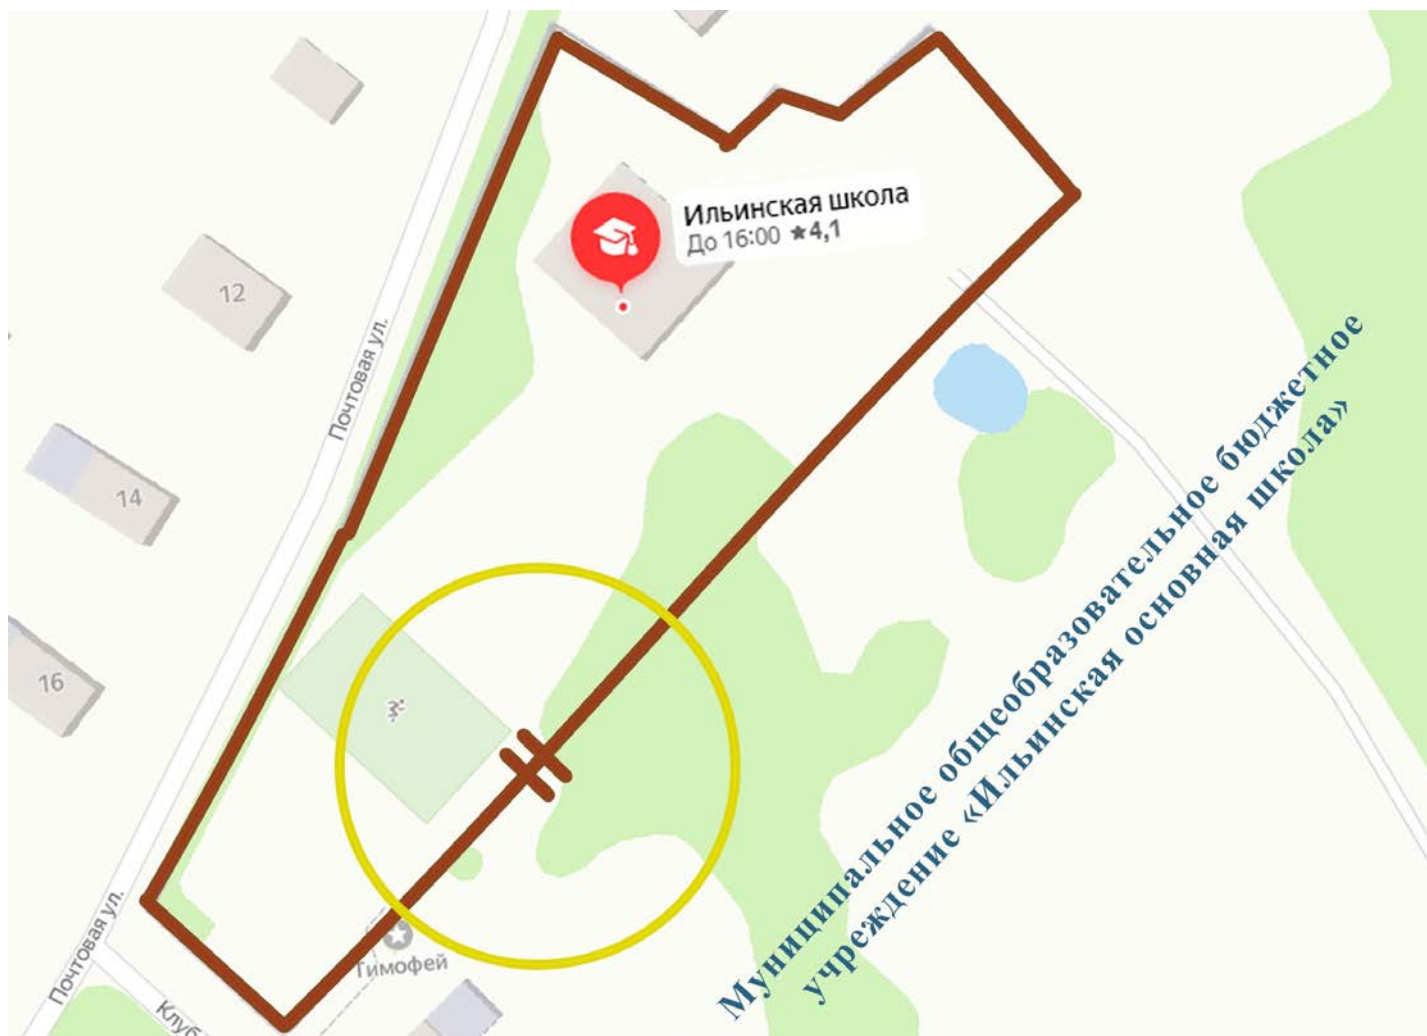 Ильинская школа
До 16:00 ★4,1
12
Почтовая ул.
14
16
Муниципальное общеобразовательное бюджетное
учреждение «Ильинская основная школа»
Почтовая ул.
Тимофей
Клуб